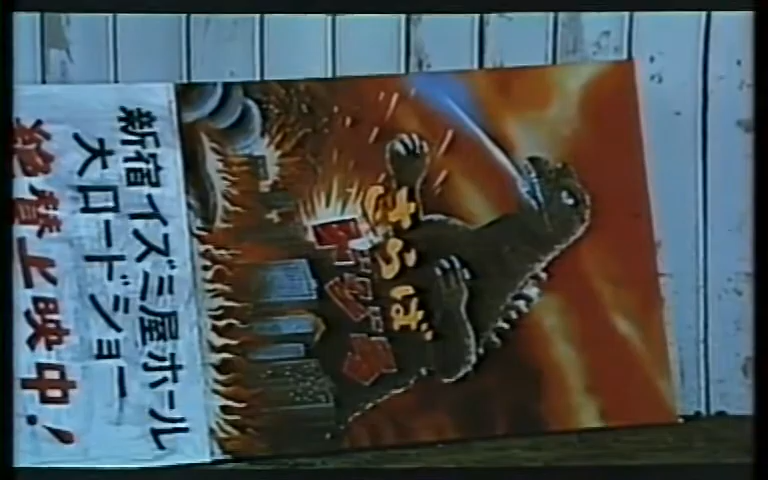 さらば
新宿イズミ屋ホール
大ロードショー
絶賛上映中!